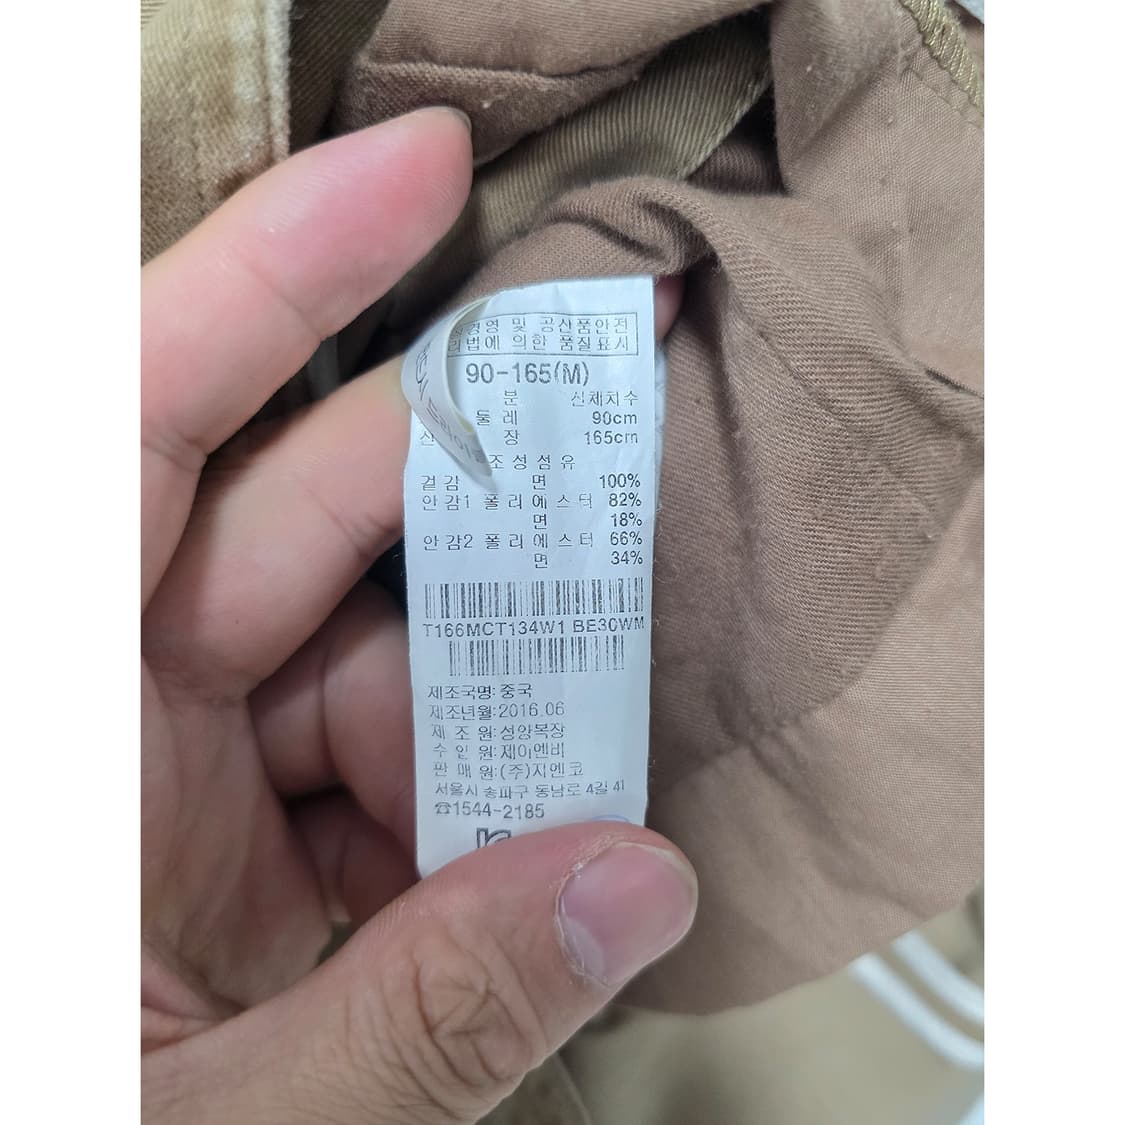 경영 및 공산품안전
리법에 의한 품질표시
90-165(M)
분 신체치수
둘레 90cm
장 165cm
조성섬유
겉감 면 100%
안감1 폴리에스터 82%
면 18%
안감2 폴리에스터 66%
면 34%
T166MCT134W1 BE30WM
제조국명:중국
제조년월:2016.06
제조원:성양복장
수입원:제이엔비
판매원:(주)지엔코
서울시 송파구 동남로 4길 41
☎1544-2185